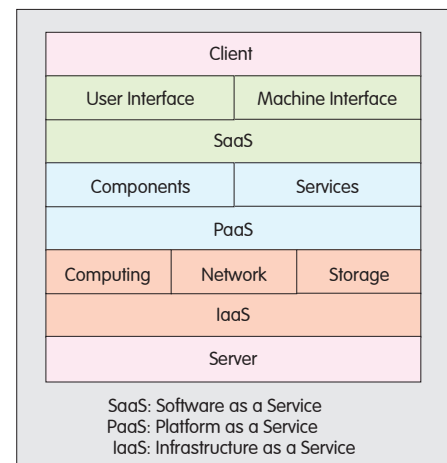 Client
User Interface Machine Interface
SaaS
Components Services
PaaS
Computing Network Storage
IaaS
Server
SaaS: Software as a Service
PaaS: Platform as a Service
IaaS: Infrastructure as a Service